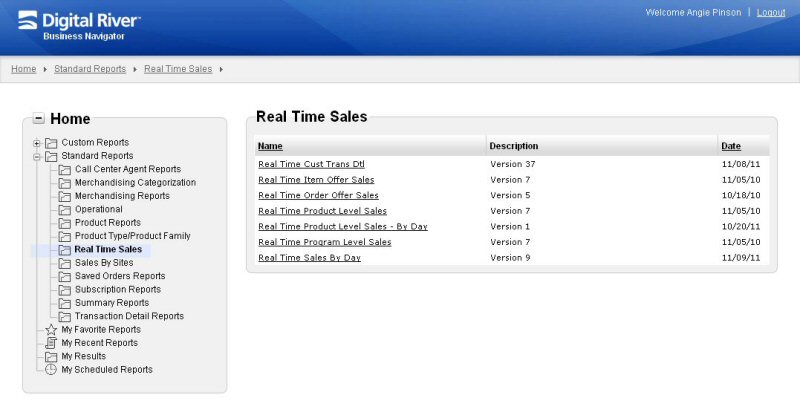 Digital River
Business Navigator
Welcome Angie Pinson | Logout
Home Standard Reports Real Time Sales
Home
Custom Reports
Standard Reports
Call Center Agent Reports
Merchandising Categorization
Merchandising Reports
Operational
Product Reports
Product Type/Product Family
Real Time Sales
Sales By Sites
Saved Orders Reports
Subscription Reports
Summary Reports
Transaction Detail Reports
My Favorite Reports
My Recent Reports
My Results
My Scheduled Reports
Real Time Sales
Name Description Date
Real Time Cust Trans Dtl Version 37 11/08/11
Real Time Item Offer Sales Version 7 11/05/10
Real Time Order Offer Sales Version 5 10/18/10
Real Time Product Level Sales Version 7 11/05/10
Real Time Product Level Sales - By Day Version 1 10/20/11
Real Time Program Level Sales Version 7 11/05/10
Real Time Sales By Day Version 9 11/09/11